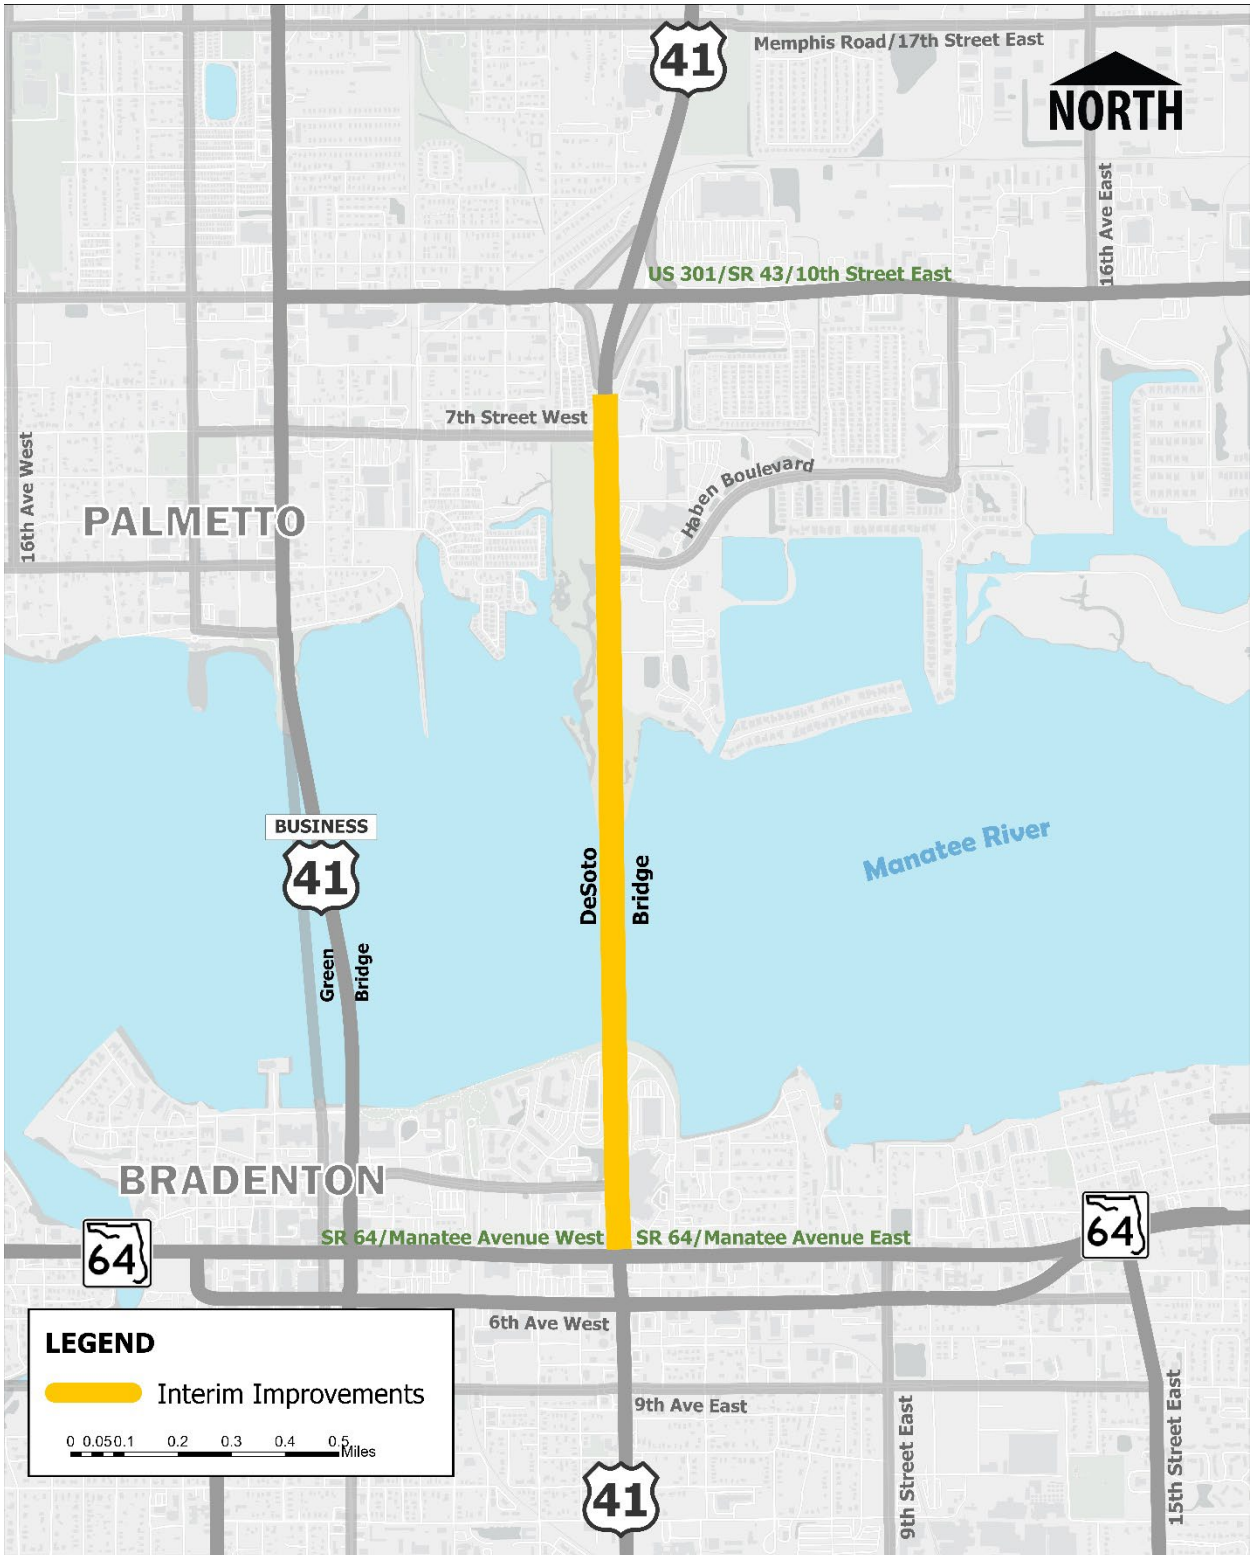 41
Memphis Road/17th Street East
NORTH
16th Ave East
US 301/SR 43/10th Street East
7th Street West
16th Ave West
Haben Boulevard
PALMETTO
BUSINESS
41
Manatee River
DeSoto
Bridge
Green
Bridge
BRADENTON
64
SR 64/Manatee Avenue West
SR 64/Manatee Avenue East
64
6th Ave West
LEGEND
Interim Improvements
0 0.05 0.1 0.2 0.3 0.4 0.5
Miles
9th Ave East
9th Street East
15th Street East
41